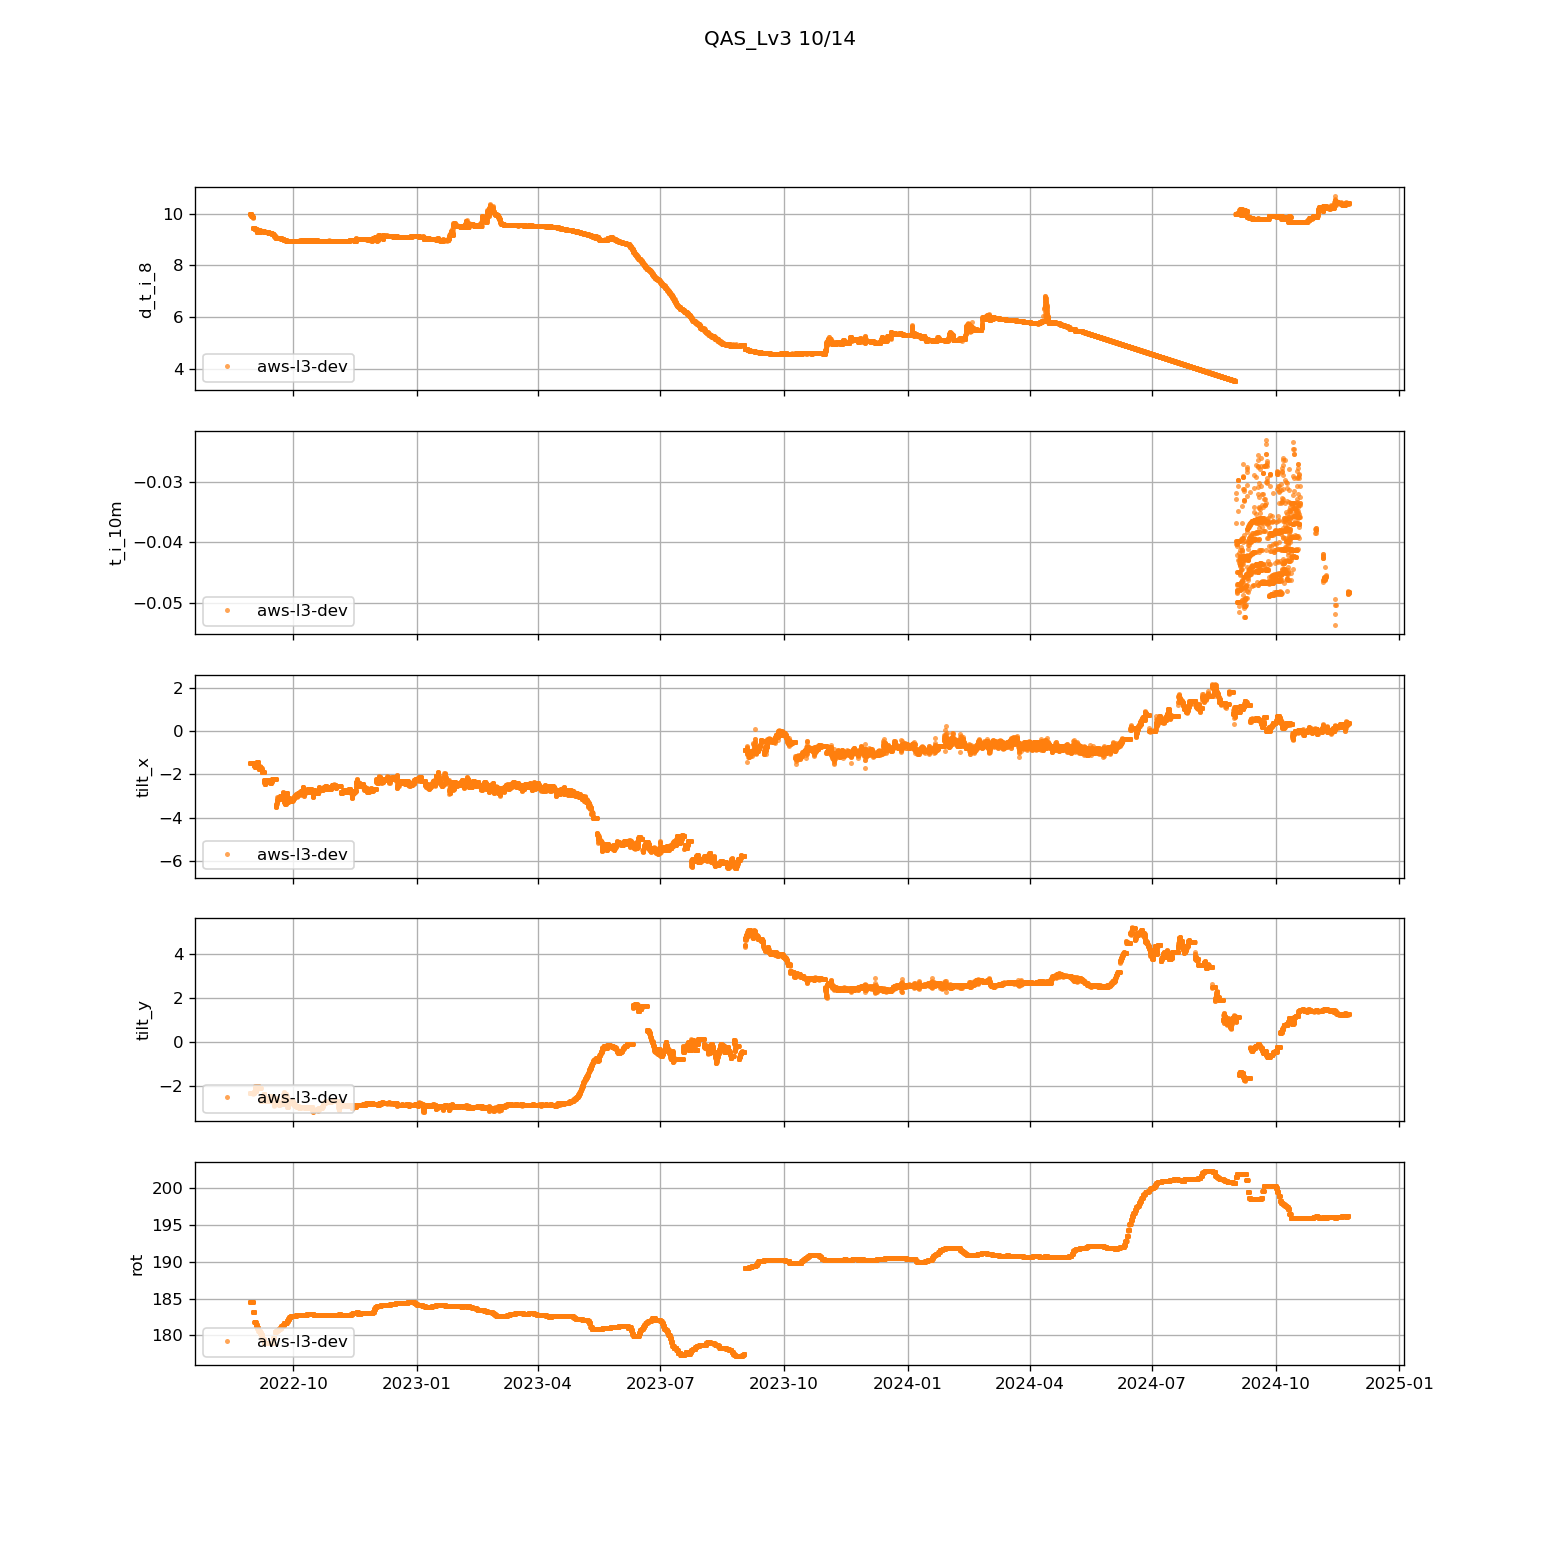 QAS_Lv3 10/14
10
8
6
4
d_t_i_8
aws-l3-dev
−0.03
−0.04
−0.05
t_i_10m
aws-l3-dev
2
0
−2
−4
−6
tilt_x
aws-l3-dev
4
2
0
−2
tilt_y
aws-l3-dev
200
195
190
185
180
rot
aws-l3-dev
2022-10 2023-01 2023-04 2023-07 2023-10 2024-01 2024-04 2024-07 2024-10 2025-01